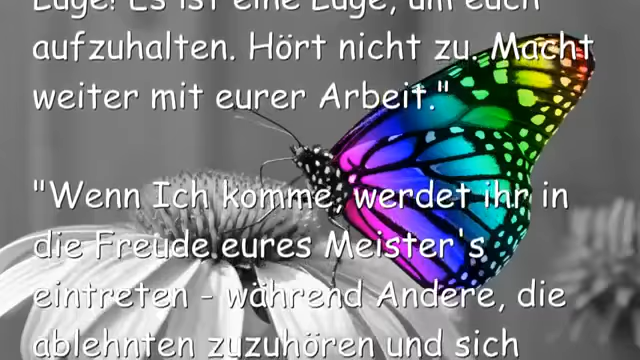 Lüge! Es ist eine Lüge, um euch
aufzuhalten. Hört nicht zu. Macht
weiter mit eurer Arbeit."
"Wenn Ich komme, werdet ihr in
die Freude eures Meister's
eintreten - während Andere, die
ablehnten zuzuhören und sich